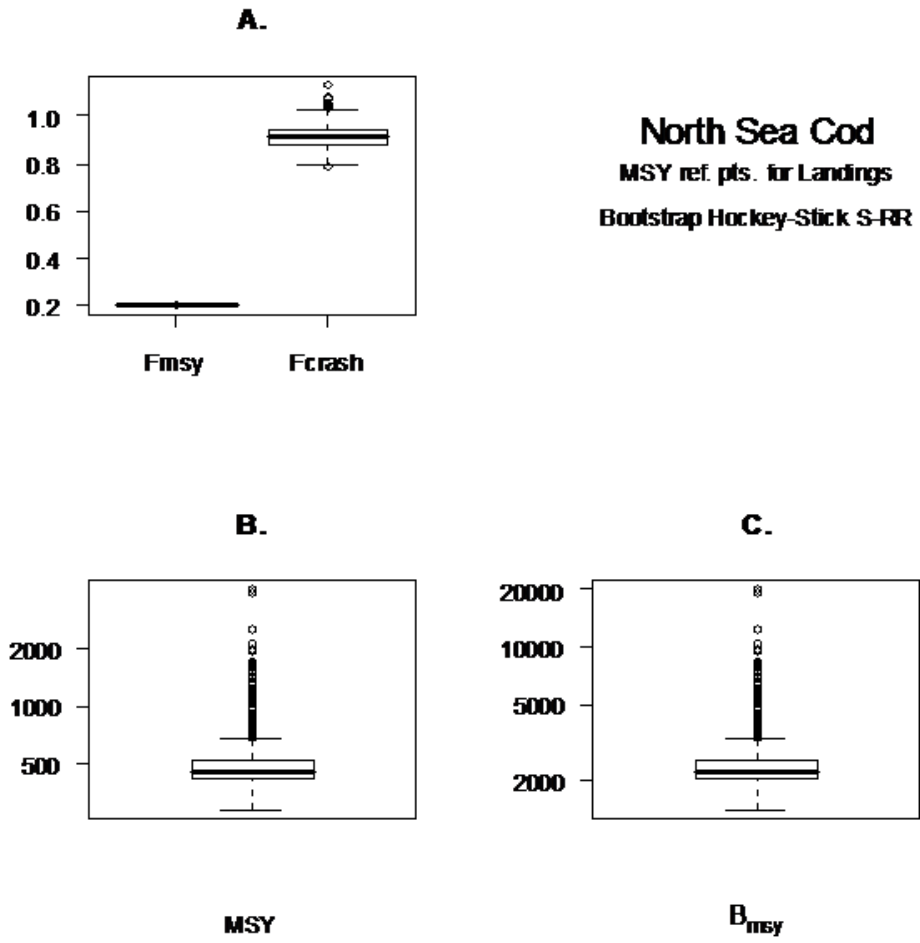 A.
1.0
0.8
0.6
0.4
0.2
Fmsy Fcrash
North Sea Cod
MSY ref. pts. for Landings
Bootstrap Hockey-Stick S-RR
B.
2000
1000
500
MSY
C.
20000
10000
5000
2000
Bmsy